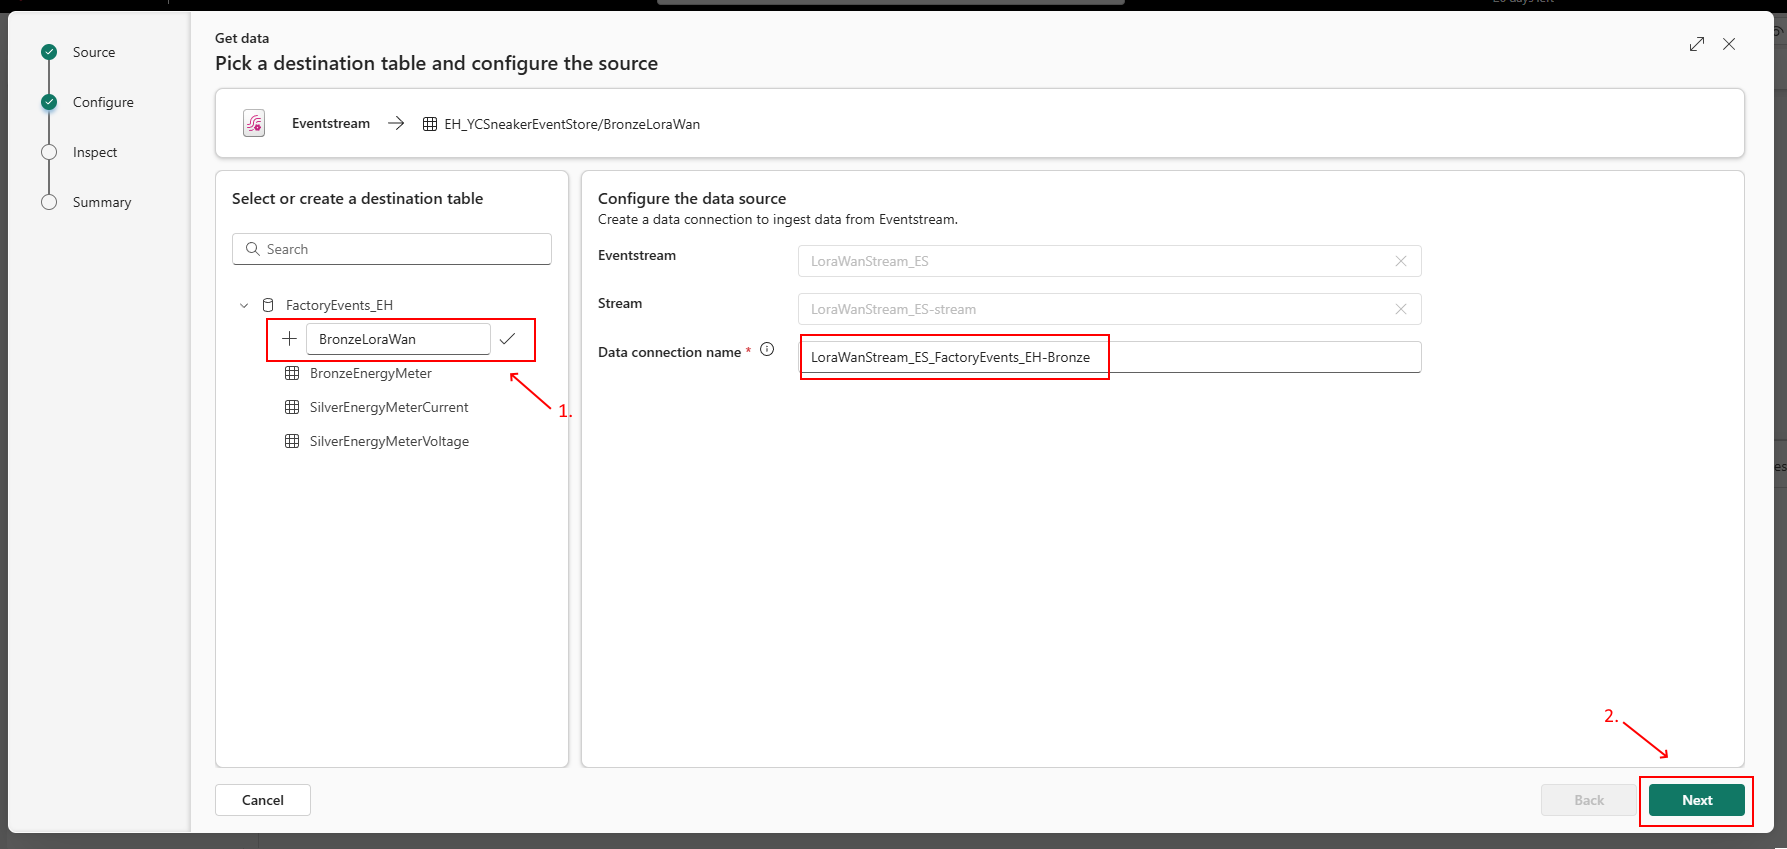 Source
Configure
Inspect
Summary
Get data
Pick a destination table and configure the source
Eventstream
EH_YCSneakerEventStore/BronzeLoraWan
Select or create a destination table
Search
FactoryEvents_EH
BronzeLoraWan
BronzeEnergyMeter
SilverEnergyMeterCurrent
SilverEnergyMeterVoltage
1.
Configure the data source
Create a data connection to ingest data from Eventstream.
Eventstream
LoraWanStream_ES
Stream
LoraWanStream_ES-stream
Data connection name *
LoraWanStream_ES_FactoryEvents_EH-Bronze
2.
Cancel
Back
Next